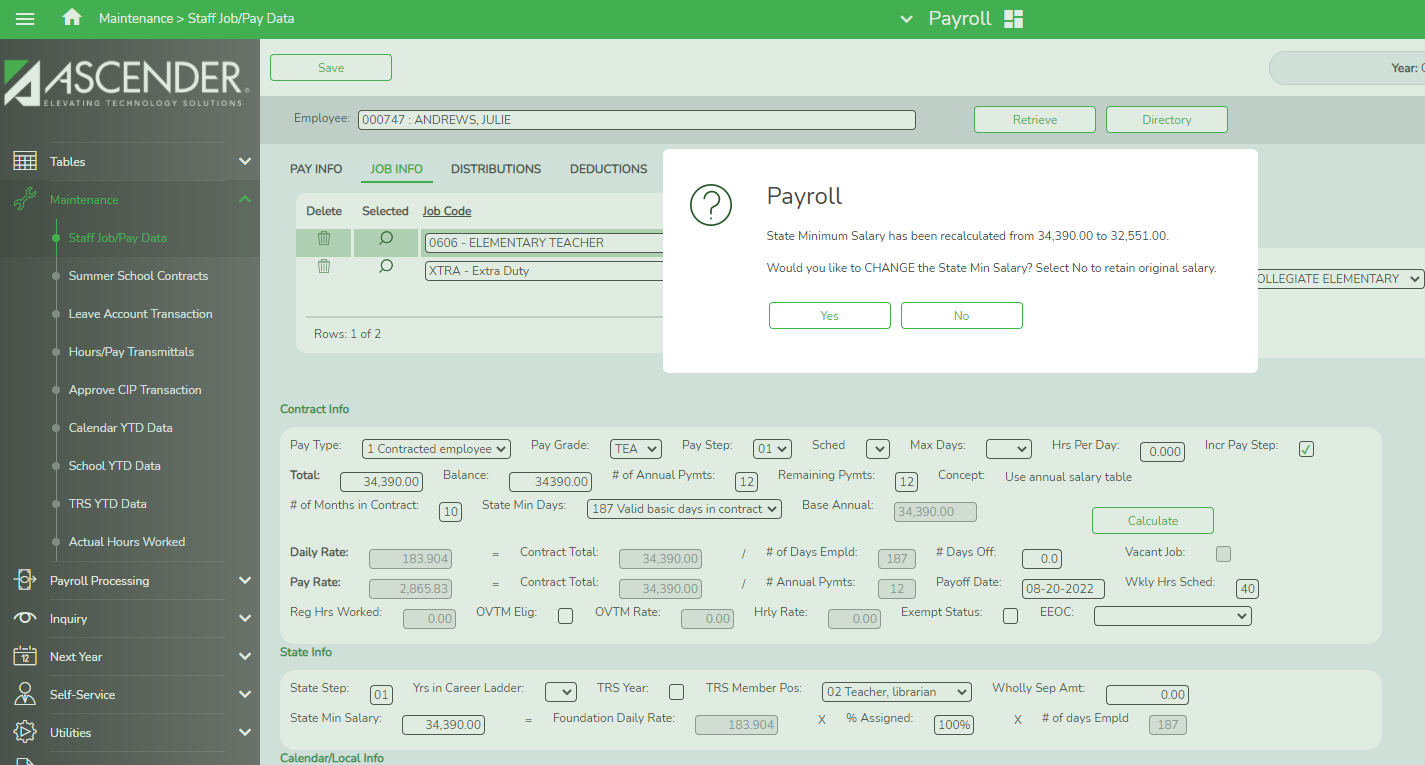 Maintenance > Staff Job/Pay Data
Payroll
ASCENDER
ELEVATING TECHNOLOGY SOLUTIONS
Save
Year:
Employee: 000747 : ANDREWS, JULIE
Retrieve
Directory
Tables
Maintenance
Staff Job/Pay Data
Summer School Contracts
Leave Account Transaction
Hours/Pay Transmittals
Approve CIP Transaction
Calendar YTD Data
School YTD Data
TRS YTD Data
Actual Hours Worked
Payroll Processing
Inquiry
Next Year
12
Self-Service
Utilities
PAY INFO JOB INFO DISTRIBUTIONS DEDUCTIONS
Delete Selected Job Code
0606 - ELEMENTARY TEACHER
XTRA - Extra Duty
OLLEGIATE ELEMENTARY
Rows: 1 of 2
Payroll
State Minimum Salary has been recalculated from 34,390.00 to 32,551.00.
Would you like to CHANGE the State Min Salary? Select No to retain original salary.
Yes
No
Contract Info
Pay Type: 1 Contracted employee Pay Grade: TEA Pay Step: 01 Sched Max Days: Hrs Per Day: 0.000 Incr Pay Step:
Total: 34,390.00 Balance: 34390.00 # of Annual Pymts: 12 Remaining Pymts: 12 Concept: Use annual salary table
# of Months in Contract: 10 State Min Days: 187 Valid basic days in contract Base Annual: 34,390.00
Calculate
Daily Rate: 183.904 = Contract Total: 34,390.00 / # of Days Empld: 187 # Days Off: 0.0 Vacant Job:
Pay Rate: 2,865.83 = Contract Total: 34,390.00 / # Annual Pymts: 12 Payoff Date: 08-20-2022 Wkly Hrs Sched: 40
Reg Hrs Worked: 0.00 OVTM Elig: OVTM Rate: 0.00 Hrly Rate: 0.00 Exempt Status: EEOC:
State Info
State Step: 01 Yrs in Career Ladder: TRS Year: TRS Member Pos: 02 Teacher, librarian Wholly Sep Amt: 0.00
State Min Salary: 34,390.00 = Foundation Daily Rate: 183.904 X % Assigned: 100% X # of days Empld 187
Calendar/Local Info